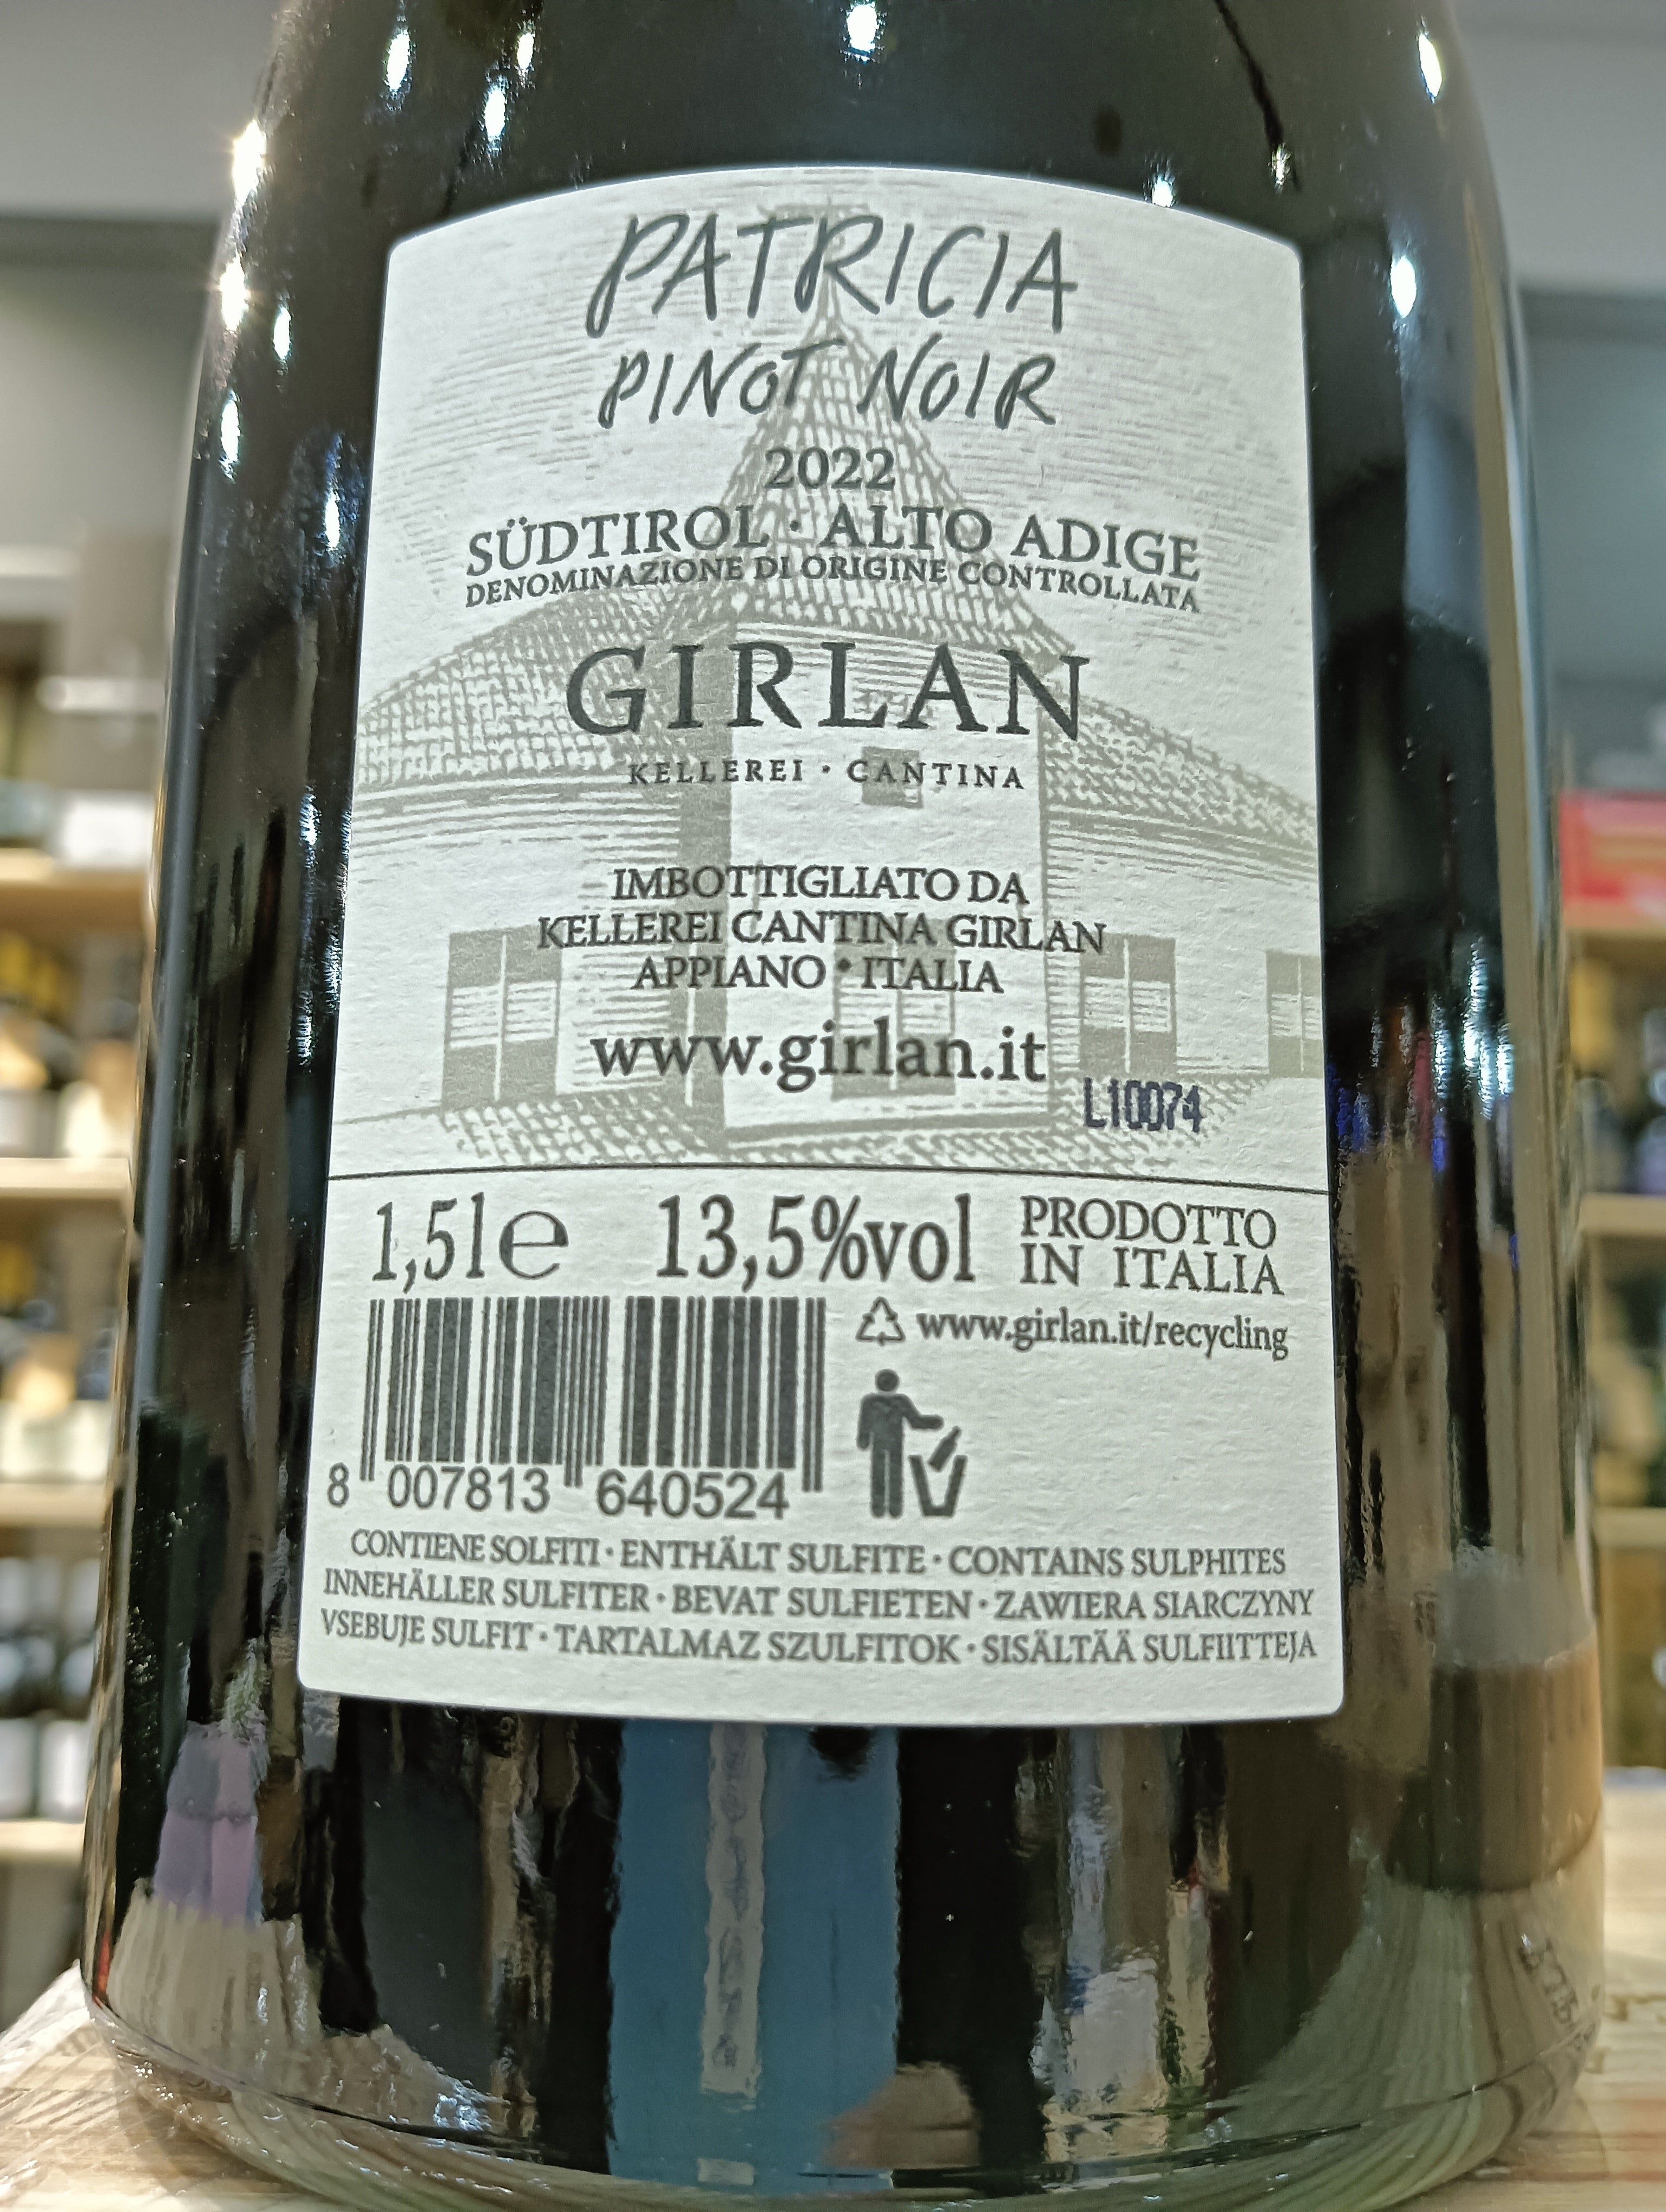 PATRICIA
PINOT NOIR
2022
SÜDTIROL · ALTO ADIGE
DENOMINAZIONE DI ORIGINE CONTROLLATA
GIRLAN
KELLEREI · CANTINA
IMBOTTIGLIATO DA
KELLEREI CANTINA GIRLAN
APPIANO · ITALIA
www.girlan.it
L10074
1,5l℮ 13,5%vol PRODOTTO
IN ITALIA
www.girlan.it/recycling
8 007813 640524
CONTIENE SOLFITI · ENTHÄLT SULFITE · CONTAINS SULPHITES
INNEHÄLLER SULFITER · BEVAT SULFIETEN · ZAWIERA SIARCZYNY
VSEBUJE SULFIT · TARTALMAZ SZULFITOK · SISÄLTÄÄ SULFIITTEJA